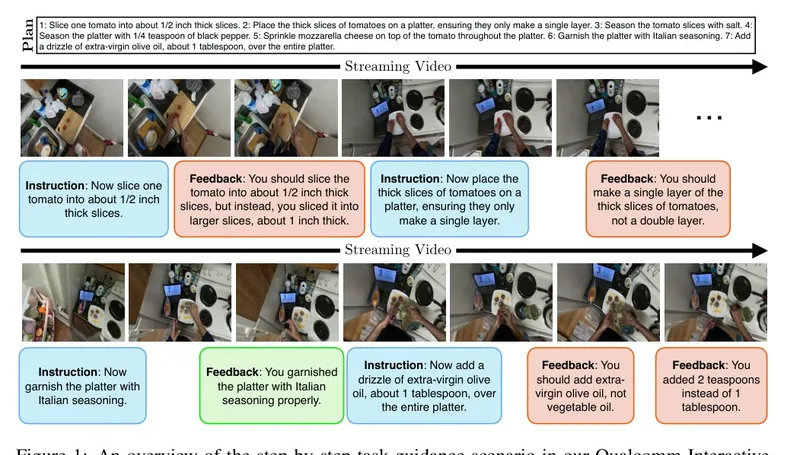 Plan
1: Slice one tomato into about 1/2 inch thick slices. 2: Place the thick slices of tomatoes on a platter, ensuring they only make a single layer. 3: Season the tomato slices with salt. 4:
Season the platter with 1/4 teaspoon of black pepper. 5: Sprinkle mozzarella cheese on top of the tomato throughout the platter. 6: Garnish the platter with Italian seasoning. 7: Add
a drizzle of extra-virgin olive oil, about 1 tablespoon, over the entire platter.
Streaming Video
...
Instruction: Now slice one
tomato into about 1/2 inch
thick slices.
Feedback: You should slice the
tomato into about 1/2 inch thick
slices, but instead, you sliced it into
larger slices, about 1 inch thick.
Instruction: Now place the
thick slices of tomatoes on a
platter, ensuring they only
make a single layer.
Feedback: You should
make a single layer of the
thick slices of tomatoes,
not a double layer.
Streaming Video
Instruction: Now
garnish the platter with
Italian seasoning.
Feedback: You garnished
the platter with Italian
seasoning properly.
Instruction: Now add a
drizzle of extra-virgin olive
oil, about 1 tablespoon, over
the entire platter.
Feedback: You
should add extra-
virgin olive oil, not
vegetable oil.
Feedback: You
added 2 teaspoons
instead of 1
tablespoon.
Figure 1: An overview of the step by step task guidance scenario in our Qualcomm Interactive